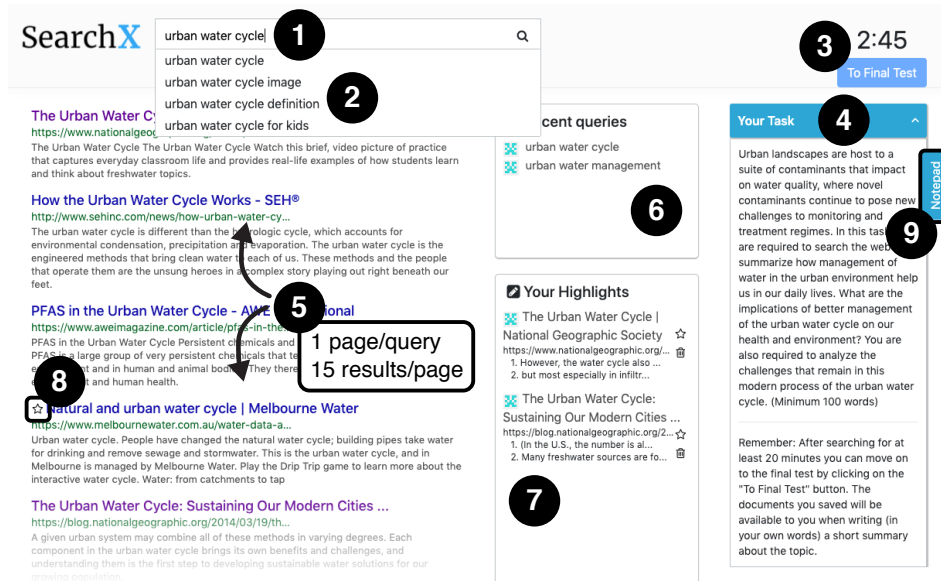 SearchX
urban water cycle
1
urban water cycle
urban water cycle image
urban water cycle definition
urban water cycle for kids
2
3
2:45
To Final Test
The Urban Water Cy
https://www.nationalgeog
The Urban Water Cycle The Urban Water Cycle Watch this brief, video picture of practice
that captures everyday classroom life and provides real-life examples of how students learn
and think about freshwater topics.
How the Urban Water Cycle Works - SEH®
http://www.sehinc.com/news/how-urban-water-cy...
The urban water cycle is different than the hydrologic cycle, which accounts for
environmental condensation, precipitation and evaporation. The urban water cycle is the
engineered methods that bring clean water to each of us. These methods and the people
that operate them are the unsung heroes in a complex story playing out right beneath our
feet.
PFAS in the Urban Water Cycle - AWE
ional
https://www.aweimagazine.com/article/pfas-in-the
PFAS in the Urban Water Cycle Persistent chemicals and
PFAS is a large group of very persistent chemicals that te
and in human and animal bodies. They there
and human health.
5
1 page/query
15 results/page
8
Natural and urban water cycle | Melbourne Water
https://www.melbournewater.com.au/water-data-a...
Urban water cycle. People have changed the natural water cycle; building pipes take water
for drinking and remove sewage and stormwater. This is the urban water cycle, and in
Melbourne is managed by Melbourne Water. Play the Drip Trip game to learn more about the
interactive water cycle. Water: from catchments to tap
The Urban Water Cycle: Sustaining Our Modern Cities ...
https://blog.nationalgeographic.org/2014/03/19/th...
A given urban system may combine all of these methods in varying degrees. Each
component in the urban water cycle brings its own benefits and challenges, and
understanding them is the first step to developing sustainable water solutions for our
growing population.
cent queries
urban water cycle
urban water management
6
Your Highlights
The Urban Water Cycle |
National Geographic Society
https://www.nationalgeographic.org/...
1. However, the water cycle also ...
2. but most especially in infiltr...
The Urban Water Cycle:
Sustaining Our Modern Cities ...
https://blog.nationalgeographic.org/2...
1. (In the U.S., the number is al...
2. Many freshwater sources are fo...
7
Your Task
4
Urban landscapes are host to a
suite of contaminants that impact
on water quality, where novel
contaminants continue to pose new
challenges to monitoring and
treatment regimes. In this task
are required to search the web
summarize how management of
water in the urban environment help
us in our daily lives. What are the
implications of better management
of the urban water cycle on our
health and environment? You are
also required to analyze the
challenges that remain in this
modern process of the urban water
cycle. (Minimum 100 words)
Remember: After searching for at
least 20 minutes you can move on
to the final test by clicking on the
"To Final Test" button. The
documents you saved will be
available to you when writing (in
your own words) a short summary
about the topic.
Notepad
9